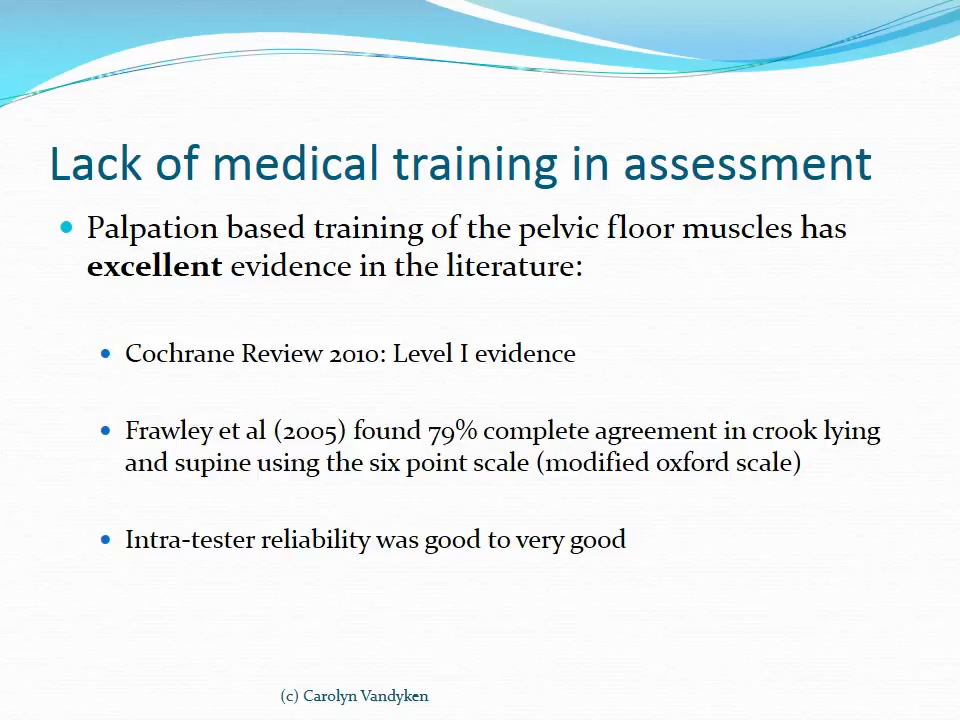 Lack of medical training in assessment
• Palpation based training of the pelvic floor muscles has
excellent evidence in the literature:
• Cochrane Review 2010: Level I evidence
• Frawley et al (2005) found 79% complete agreement in crook lying
and supine using the six point scale (modified oxford scale)
• Intra-tester reliability was good to very good
(c) Carolyn Vandyken